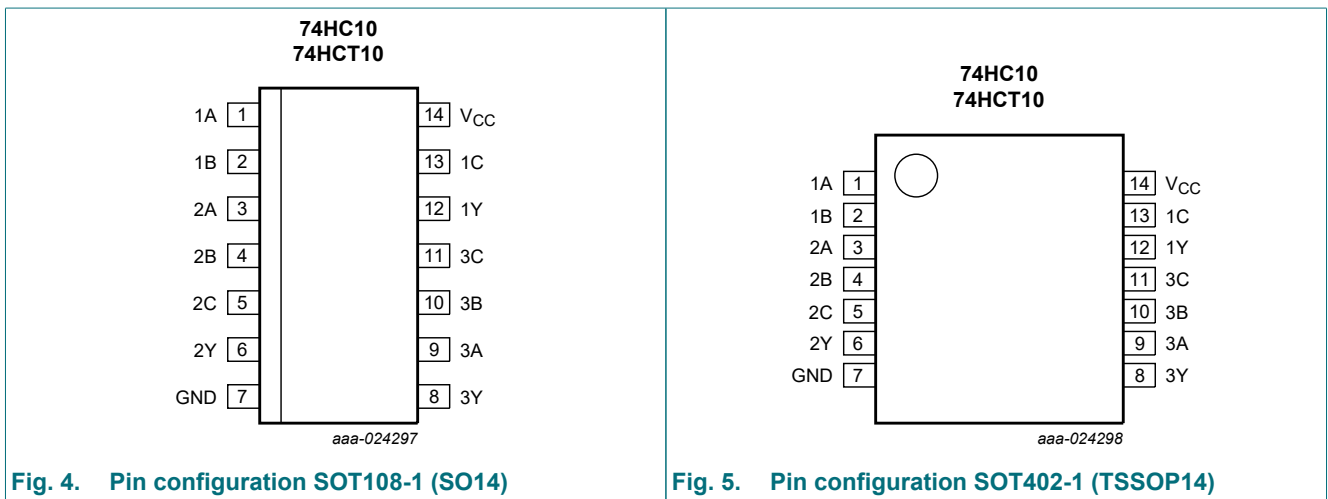 74HC10
74HCT10
1A 1 14 VCC
1B 2 13 1C
2A 3 12 1Y
2B 4 11 3C
2C 5 10 3B
2Y 6 9 3A
GND 7 8 3Y
aaa-024297
Fig. 4. Pin configuration SOT108-1 (SO14)
74HC10
74HCT10
1A 1 14 VCC
1B 2 13 1C
2A 3 12 1Y
2B 4 11 3C
2C 5 10 3B
2Y 6 9 3A
GND 7 8 3Y
aaa-024298
Fig. 5. Pin configuration SOT402-1 (TSSOP14)